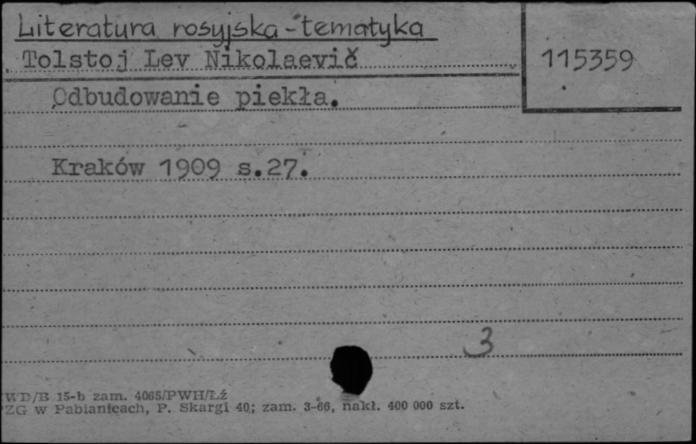 Literatura rosyjska - tematyka
Tolstoj Lev Nikolaevič
115359
Odbudowanie piekła.
Kraków 1909 s.27.
3
WD/B 15-b zam. 4065/PWH/Łź
ZG w Pabianicach, P. Skargi 40; zam. 3-66, nakł. 400 000 szt.